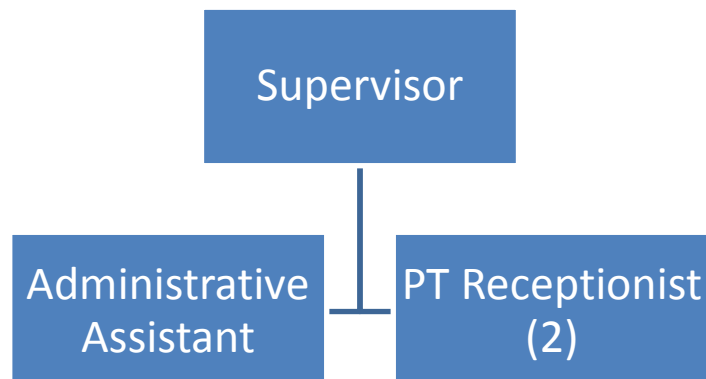 Supervisor
Administrative
Assistant
PT Receptionist
(2)